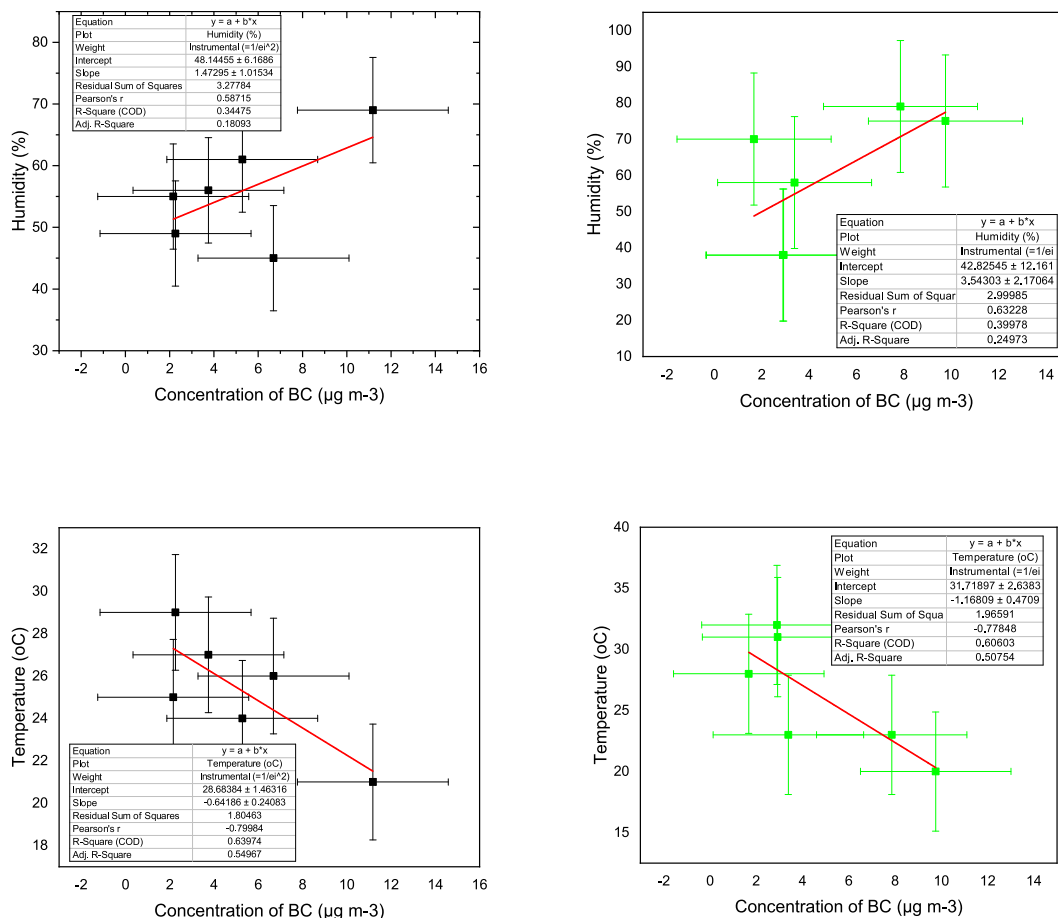 Equation y = a + b*x
Plot Humidity (%)
Weight Instrumental (=1/ei^2)
Intercept 48.14455 ± 6.1686
Slope 1.47295 ± 1.01534
Residual Sum of Squares 3.27784
Pearson's r 0.58715
R-Square (COD) 0.34475
Adj. R-Square 0.18093
80
70
60
50
40
30
Humidity (%)
-2 0 2 4 6 8 10 12 14 16
Concentration of BC (µg m-3)
100
90
80
70
60
50
40
30
20
10
Humidity (%)
Equation y = a + b*x
Plot Humidity (%)
Weight Instrumental (=1/ei
Intercept 42.82545 ± 12.161
Slope 3.54303 ± 2.17064
Residual Sum of Squar 2.99985
Pearson's r 0.63228
R-Square (COD) 0.39978
Adj. R-Square 0.24973
-2 0 2 4 6 8 10 12 14
Concentration of BC (µg m-3)
32
30
28
26
24
22
20
18
Temperature (oC)
Equation y = a + b*x
Plot Temperature (oC)
Weight Instrumental (=1/ei^2)
Intercept 28.68384 ± 1.46316
Slope -0.64186 ± 0.24083
Residual Sum of Squares 1.80463
Pearson's r -0.79984
R-Square (COD) 0.63974
Adj. R-Square 0.54967
-2 0 2 4 6 8 10 12 14 16
Concentration of BC (µg m-3)
40
35
30
25
20
15
Temperature (oC)
Equation y = a + b*x
Plot Temperature (oC)
Weight Instrumental (=1/ei
Intercept 31.71897 ± 2.6383
Slope -1.16809 ± 0.4709
Residual Sum of Squa 1.96591
Pearson's r -0.77848
R-Square (COD) 0.60603
Adj. R-Square 0.50754
-2 0 2 4 6 8 10 12 14
Concentration of BC (µg m-3)